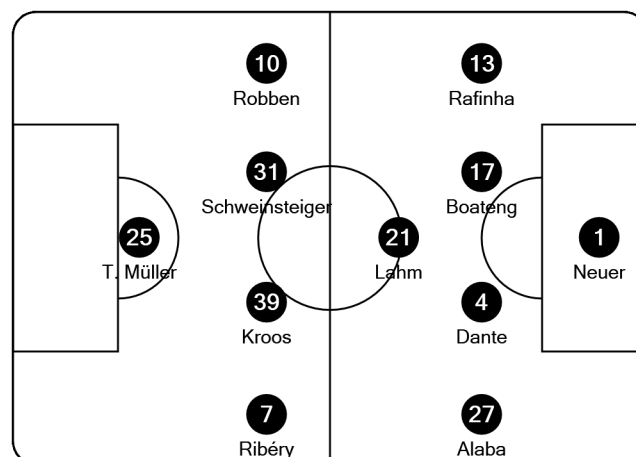 10
Robben
13
Rafinha
31
Schweinsteiger
17
Boateng
25
T. Müller
21
Lahm
1
Neuer
39
Kroos
4
Dante
7
Ribéry
27
Alaba